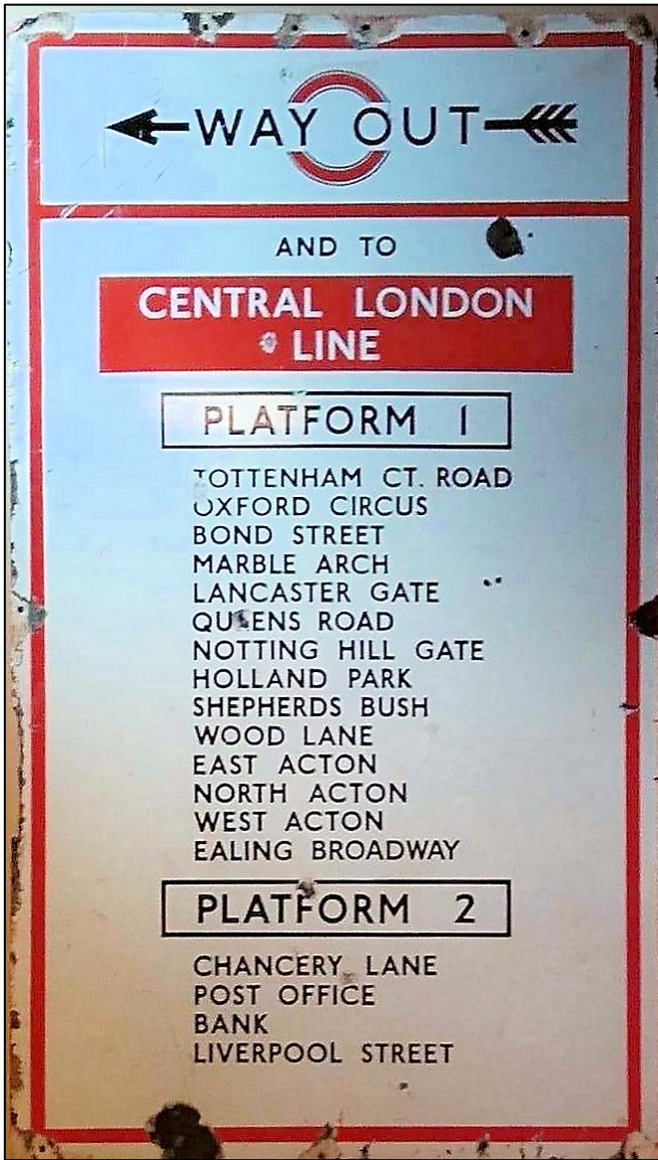 WAY OUT
AND TO
CENTRAL LONDON
LINE
PLATFORM 1
TOTTENHAM CT. ROAD
OXFORD CIRCUS
BOND STREET
MARBLE ARCH
LANCASTER GATE
QUEENS ROAD
NOTTING HILL GATE
HOLLAND PARK
SHEPHERDS BUSH
WOOD LANE
EAST ACTON
NORTH ACTON
WEST ACTON
EALING BROADWAY
PLATFORM 2
CHANCERY LANE
POST OFFICE
BANK
LIVERPOOL STREET